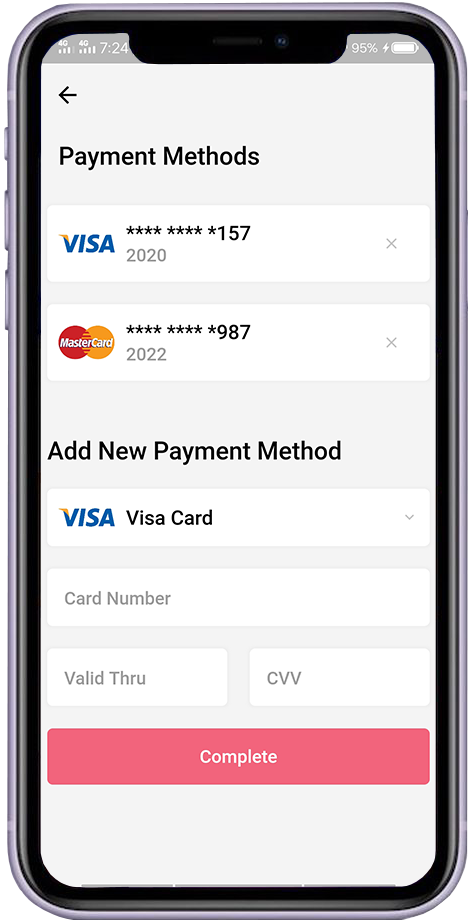 4G 4G 7:24 95%
Payment Methods
VISA
**** **** *157
2020
MasterCard
**** **** *987
2022
Add New Payment Method
VISA Visa Card
Card Number
Valid Thru CVV
Complete